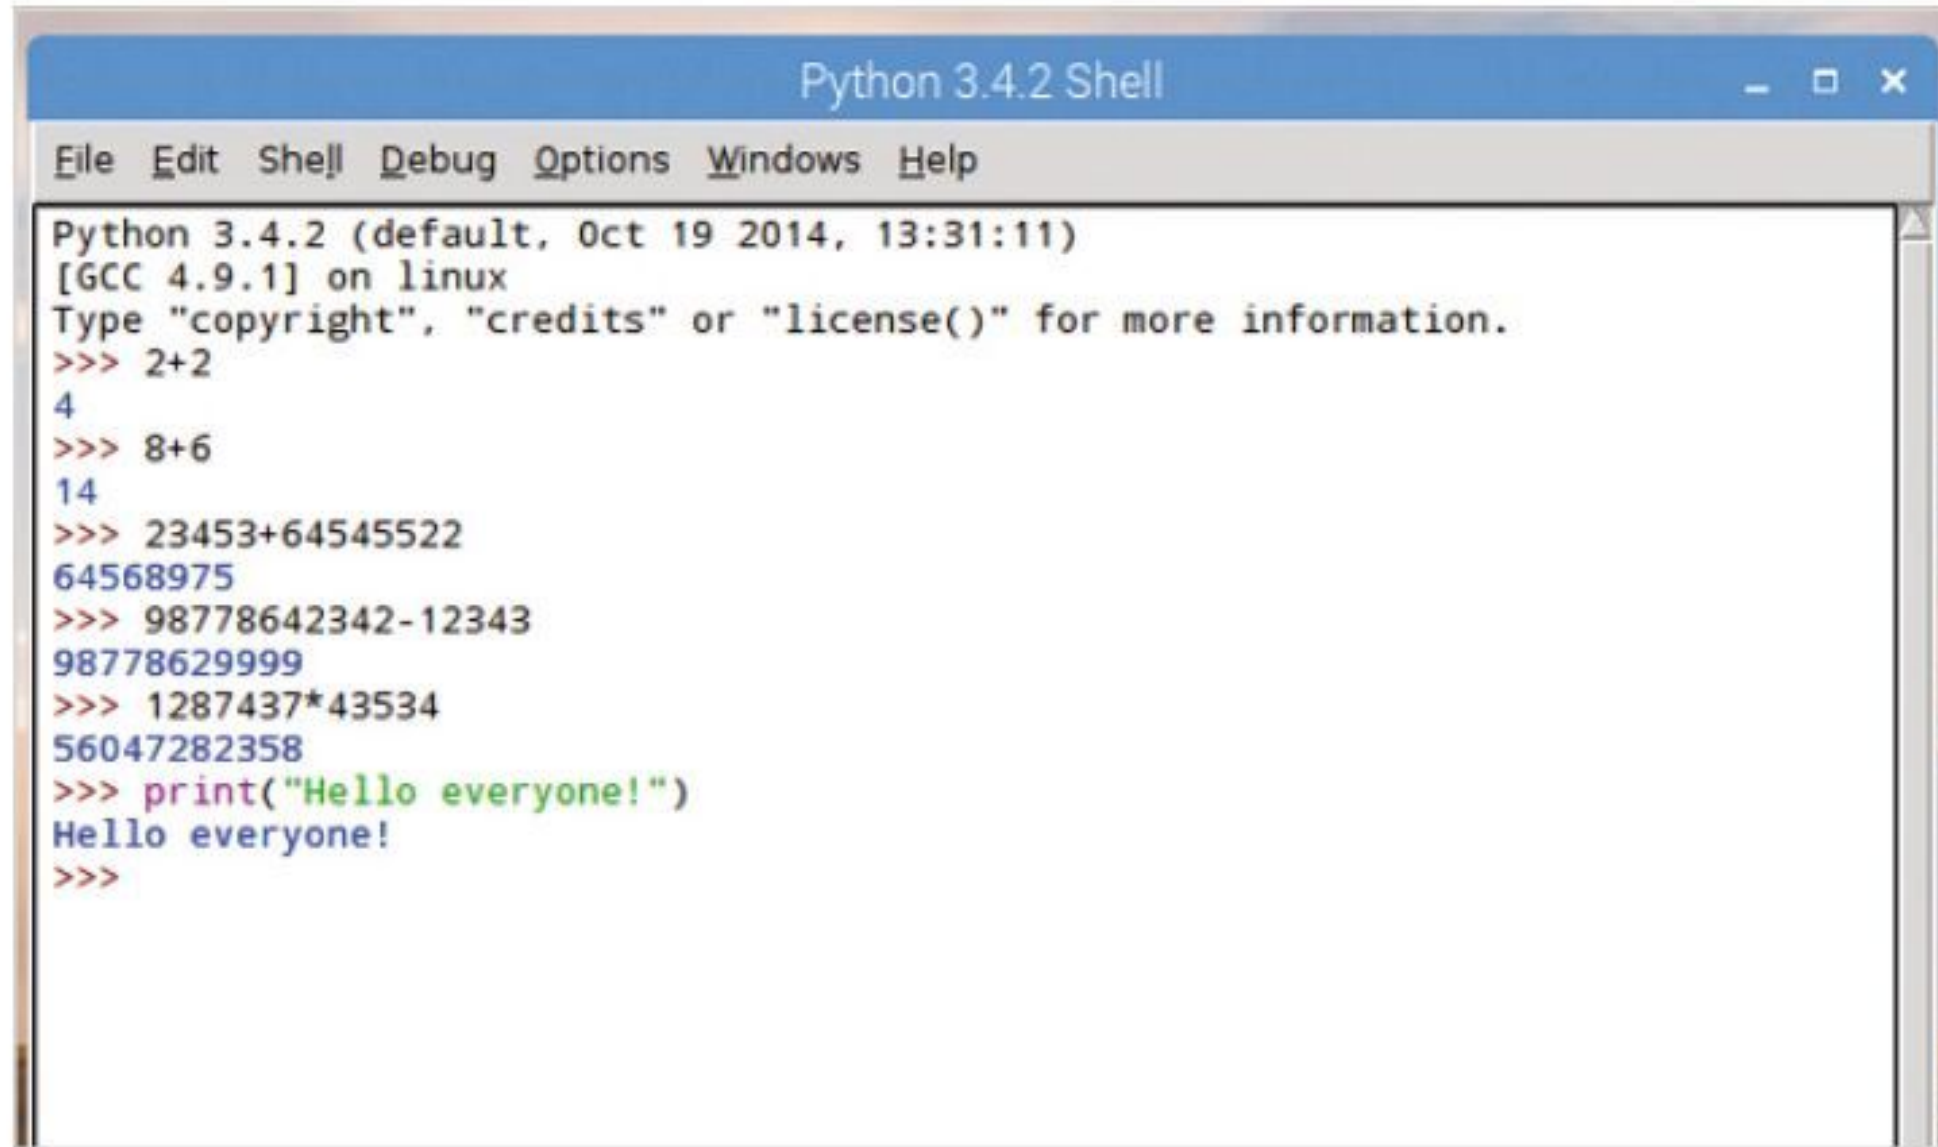 Python 3.4.2 Shell
File Edit Shell Debug Options Windows Help
Python 3.4.2 (default, Oct 19 2014, 13:31:11)
[GCC 4.9.1] on linux
Type "copyright", "credits" or "license()" for more information.
>>> 2+2
4
>>> 8+6
14
>>> 23453+64545522
64568975
>>> 98778642342-12343
98778629999
>>> 1287437*43534
56047282358
>>> print("Hello everyone!")
Hello everyone!
>>>